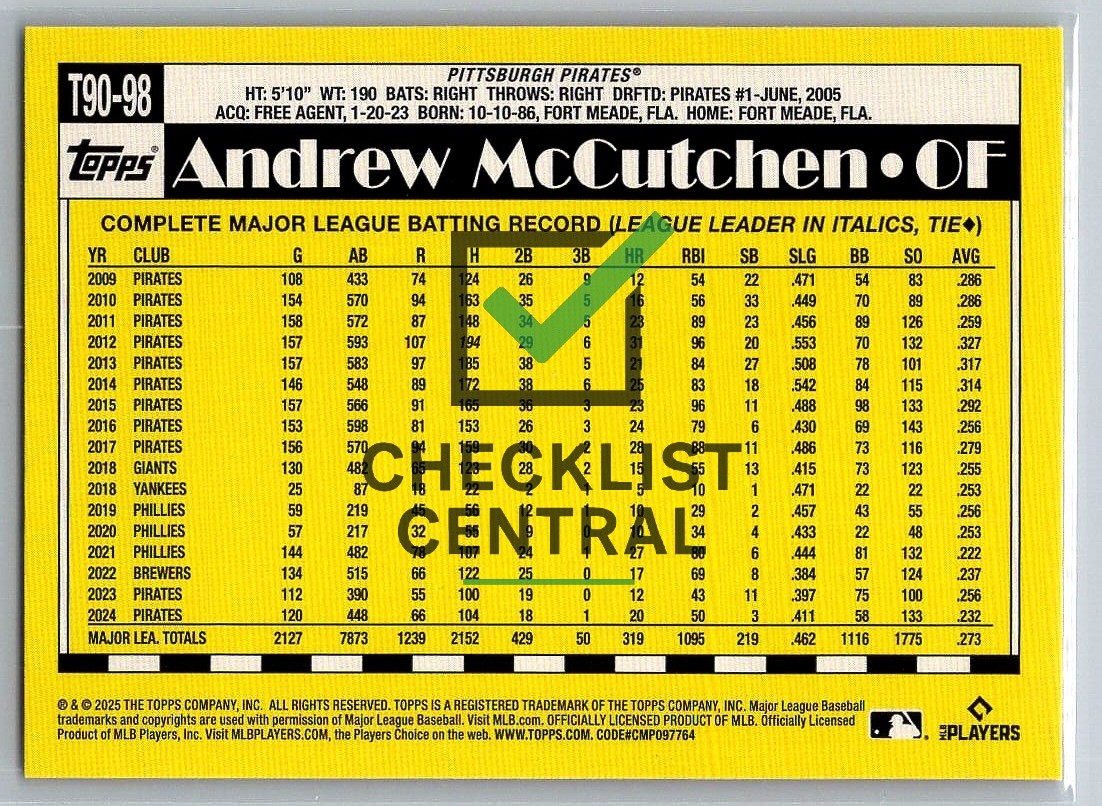 T90-98
PITTSBURGH PIRATES®
HT: 5'10" WT: 190 BATS: RIGHT THROWS: RIGHT DRFTD: PIRATES #1-JUNE, 2005
ACQ: FREE AGENT, 1-20-23 BORN: 10-10-86, FORT MEADE, FLA. HOME: FORT MEADE, FLA.
topps® Andrew McCutchen • OF
COMPLETE MAJOR LEAGUE BATTING RECORD (LEAGUE LEADER IN ITALICS, TIE♦)
YR CLUB G AB R H 2B 3B HR RBI SB SLG BB SO AVG
2009 PIRATES 108 433 74 124 26 9 12 54 22 .471 54 83 .286
2010 PIRATES 154 570 94 163 35 5 16 56 33 .449 70 89 .286
2011 PIRATES 158 572 87 148 34 5 23 89 23 .456 89 126 .259
2012 PIRATES 157 593 107 194 29 6 31 96 20 .553 70 132 .327
2013 PIRATES 157 583 97 185 38 5 21 84 27 .508 78 101 .317
2014 PIRATES 146 548 89 172 38 6 25 83 18 .542 84 115 .314
2015 PIRATES 157 566 91 165 36 3 23 96 11 .488 98 133 .292
2016 PIRATES 153 598 81 153 26 3 24 79 6 .430 69 143 .256
2017 PIRATES 156 570 94 159 30 2 28 88 11 .486 73 116 .279
2018 GIANTS 130 482 65 123 28 2 15 55 13 .415 73 123 .255
2018 YANKEES 25 87 18 22 2 1 5 10 1 .471 22 22 .253
2019 PHILLIES 59 219 45 56 12 1 10 29 2 .457 43 55 .256
2020 PHILLIES 57 217 32 55 9 0 10 34 4 .433 22 48 .253
2021 PHILLIES 144 482 78 107 24 1 27 80 6 .444 81 132 .222
2022 BREWERS 134 515 66 122 25 0 17 69 8 .384 57 124 .237
2023 PIRATES 112 390 55 100 19 0 12 43 11 .397 75 100 .256
2024 PIRATES 120 448 66 104 18 1 20 50 3 .411 58 133 .232
MAJOR LEA. TOTALS 2127 7873 1239 2152 429 50 319 1095 219 .462 1116 1775 .273
CHECKLIST
CENTRAL
® & © 2025 THE TOPPS COMPANY, INC. ALL RIGHTS RESERVED. TOPPS IS A REGISTERED TRADEMARK OF THE TOPPS COMPANY, INC. Major League Baseball
trademarks and copyrights are used with permission of Major League Baseball. Visit MLB.com. OFFICIALLY LICENSED PRODUCT OF MLB. Officially Licensed
Product of MLB Players, Inc. Visit MLBPLAYERS.COM, the Players Choice on the web. WWW.TOPPS.COM. CODE#CMP097764
MLB PLAYERS